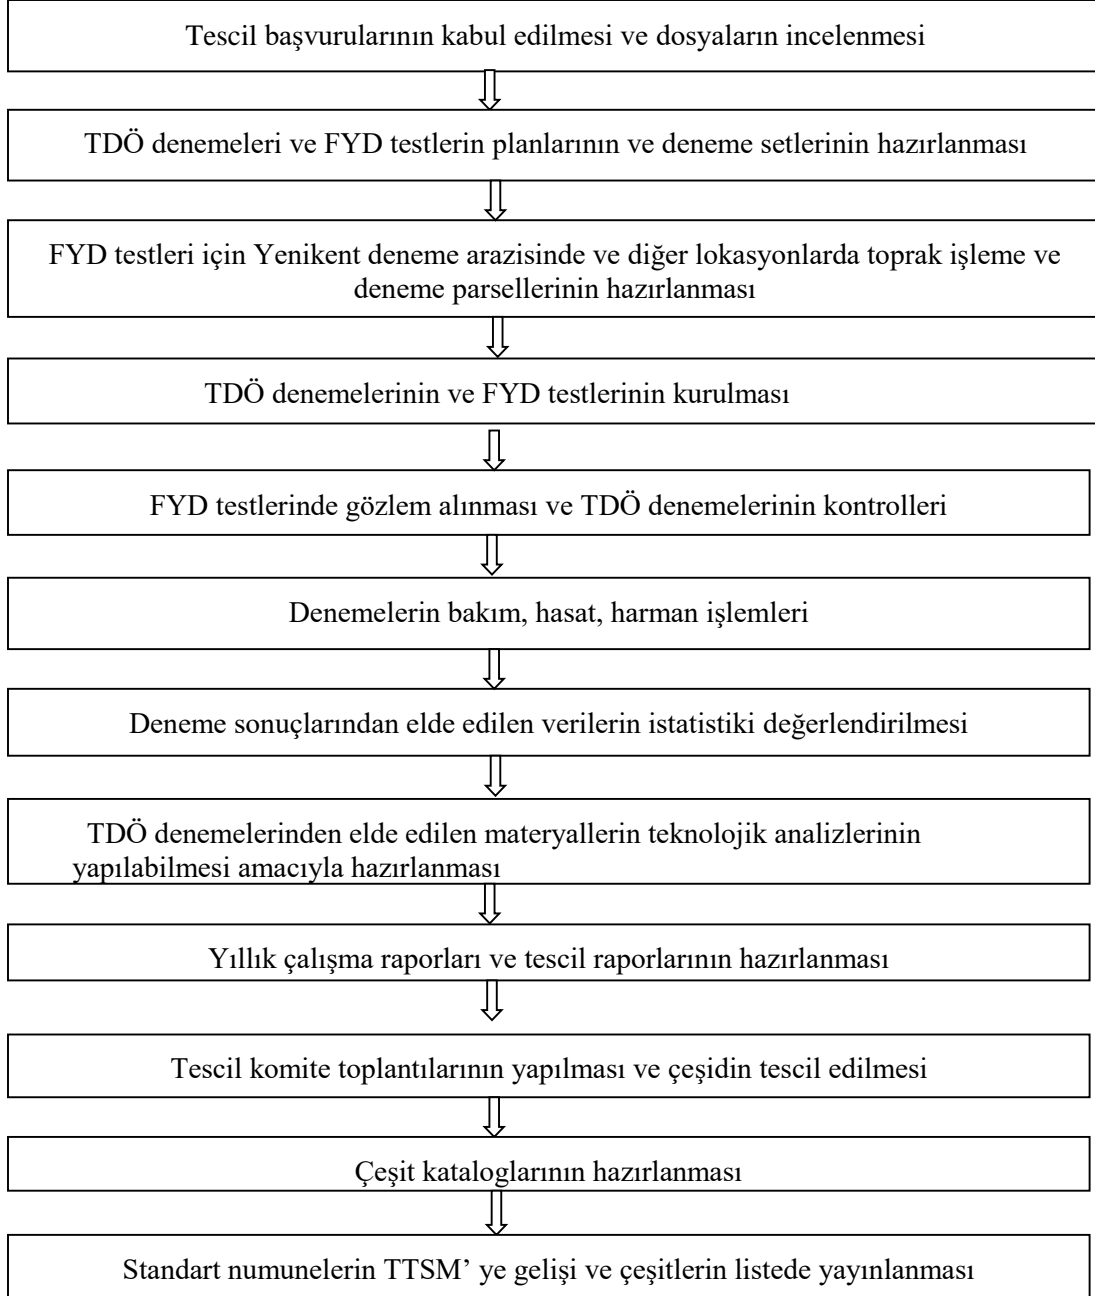 Tescil başvurularının kabul edilmesi ve dosyaların incelenmesi
TDÖ denemeleri ve FYD testlerin planlarının ve deneme setlerinin hazırlanması
FYD testleri için Yenikent deneme arazisinde ve diğer lokasyonlarda toprak işleme ve
deneme parsellerinin hazırlanması
TDÖ denemelerinin ve FYD testlerinin kurulması
FYD testlerinde gözlem alınması ve TDÖ denemelerinin kontrolleri
Denemelerin bakım, hasat, harman işlemleri
Deneme sonuçlarından elde edilen verilerin istatistiki değerlendirilmesi
TDÖ denemelerinden elde edilen materyallerin teknolojik analizlerinin
yapılabilmesi amacıyla hazırlanması
Yıllık çalışma raporları ve tescil raporlarının hazırlanması
Tescil komite toplantılarının yapılması ve çeşidin tescil edilmesi
Çeşit kataloglarının hazırlanması
Standart numunelerin TTSM’ ye gelişi ve çeşitlerin listede yayınlanması